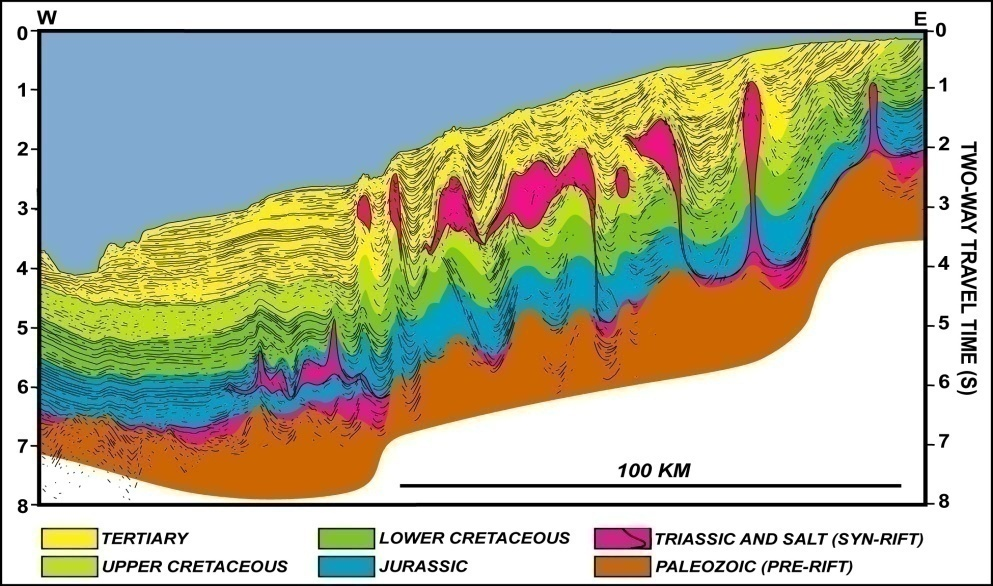 W E
0 0
1 1
2 2
3 3
4 4
5 5
6 6
7 7
8 8
TWO-WAY TRAVEL TIME (S)
100 KM
TERTIARY LOWER CRETACEOUS TRIASSIC AND SALT (SYN-RIFT)
UPPER CRETACEOUS JURASSIC PALEOZOIC (PRE-RIFT)